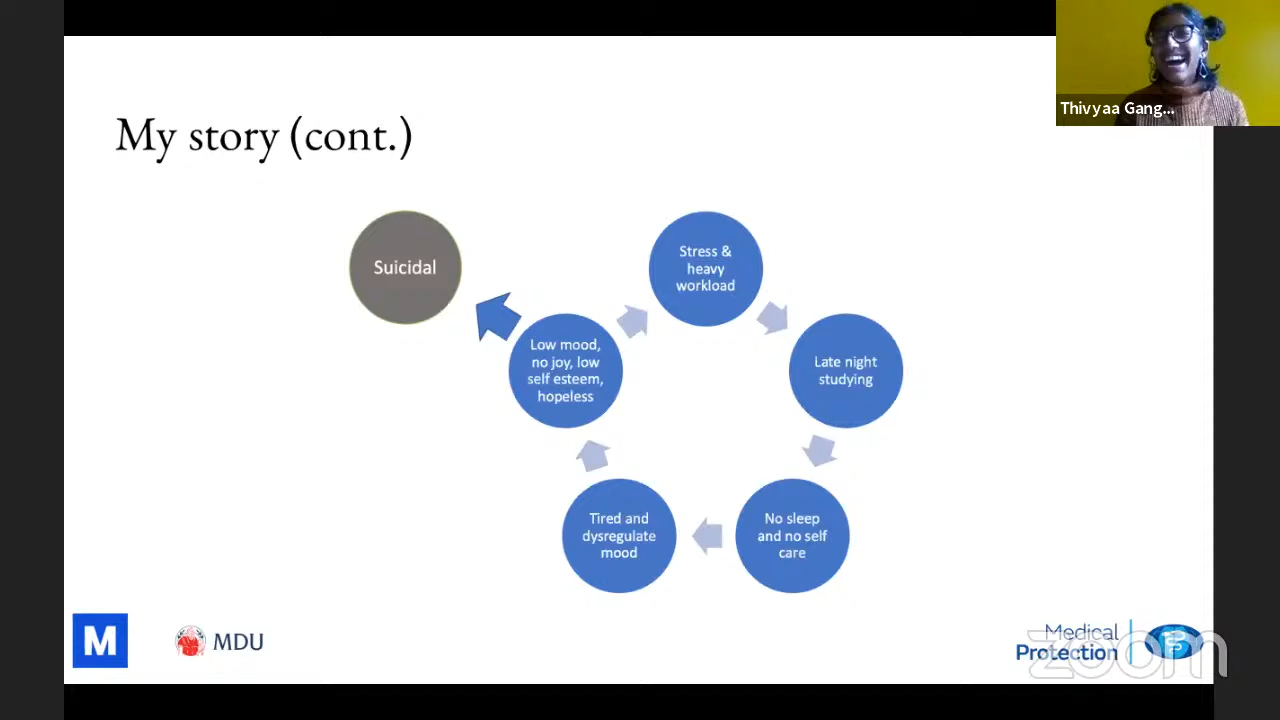 Thivyaa Gang...
My story (cont.)
Suicidal
Stress &
heavy
workload
Low mood,
no joy, low
self esteem,
hopeless
Late night
studying
Tired and
dysregulate
mood
No sleep
and no self
care
M
MDU
Medical
Protection
zoom